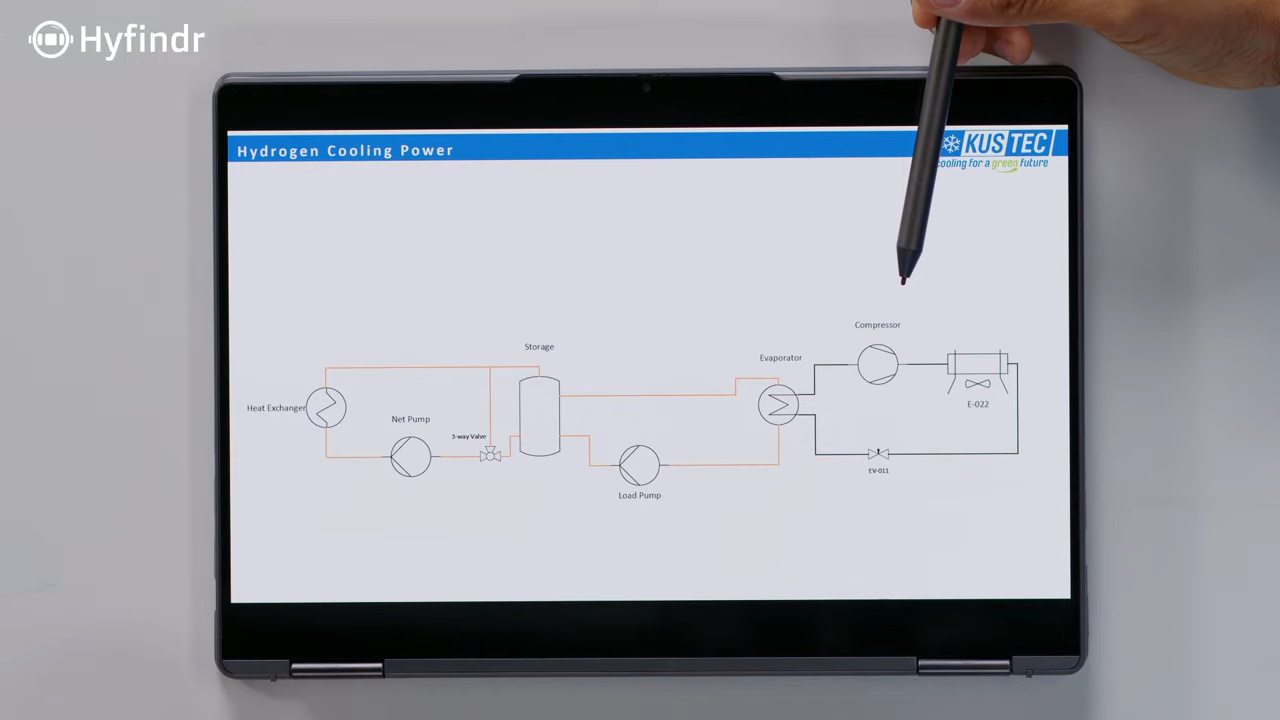 Hyfindr
Hydrogen Cooling Power
KUSTEC
cooling for a green future
Storage
Compressor
Evaporator
Heat Exchanger
Net Pump
3-way Valve
E-022
EV-011
Load Pump